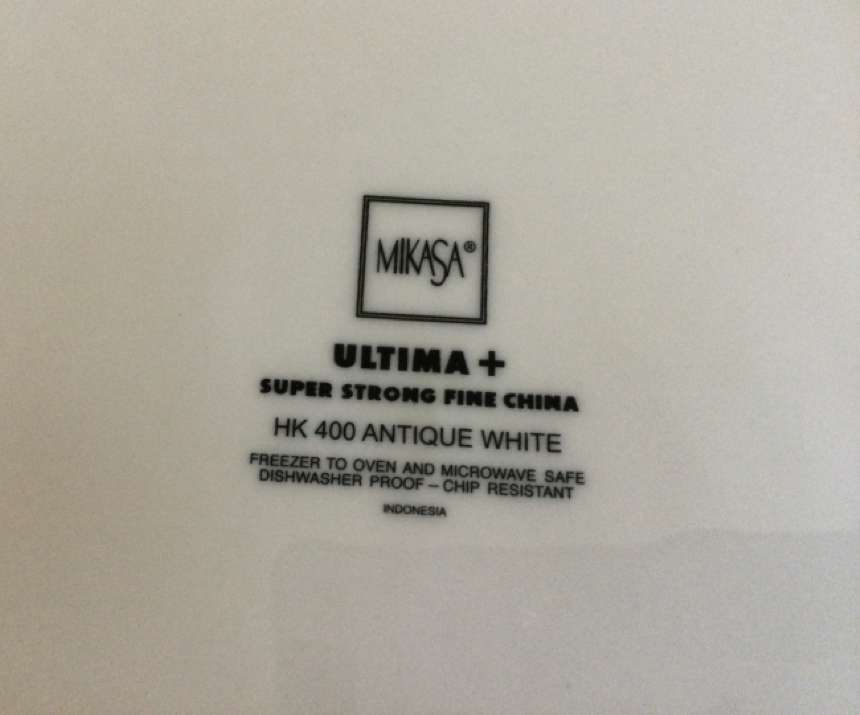 MIKASA®
ULTIMA +
SUPER STRONG FINE CHINA
HK 400 ANTIQUE WHITE
FREEZER TO OVEN AND MICROWAVE SAFE
DISHWASHER PROOF – CHIP RESISTANT
INDONESIA